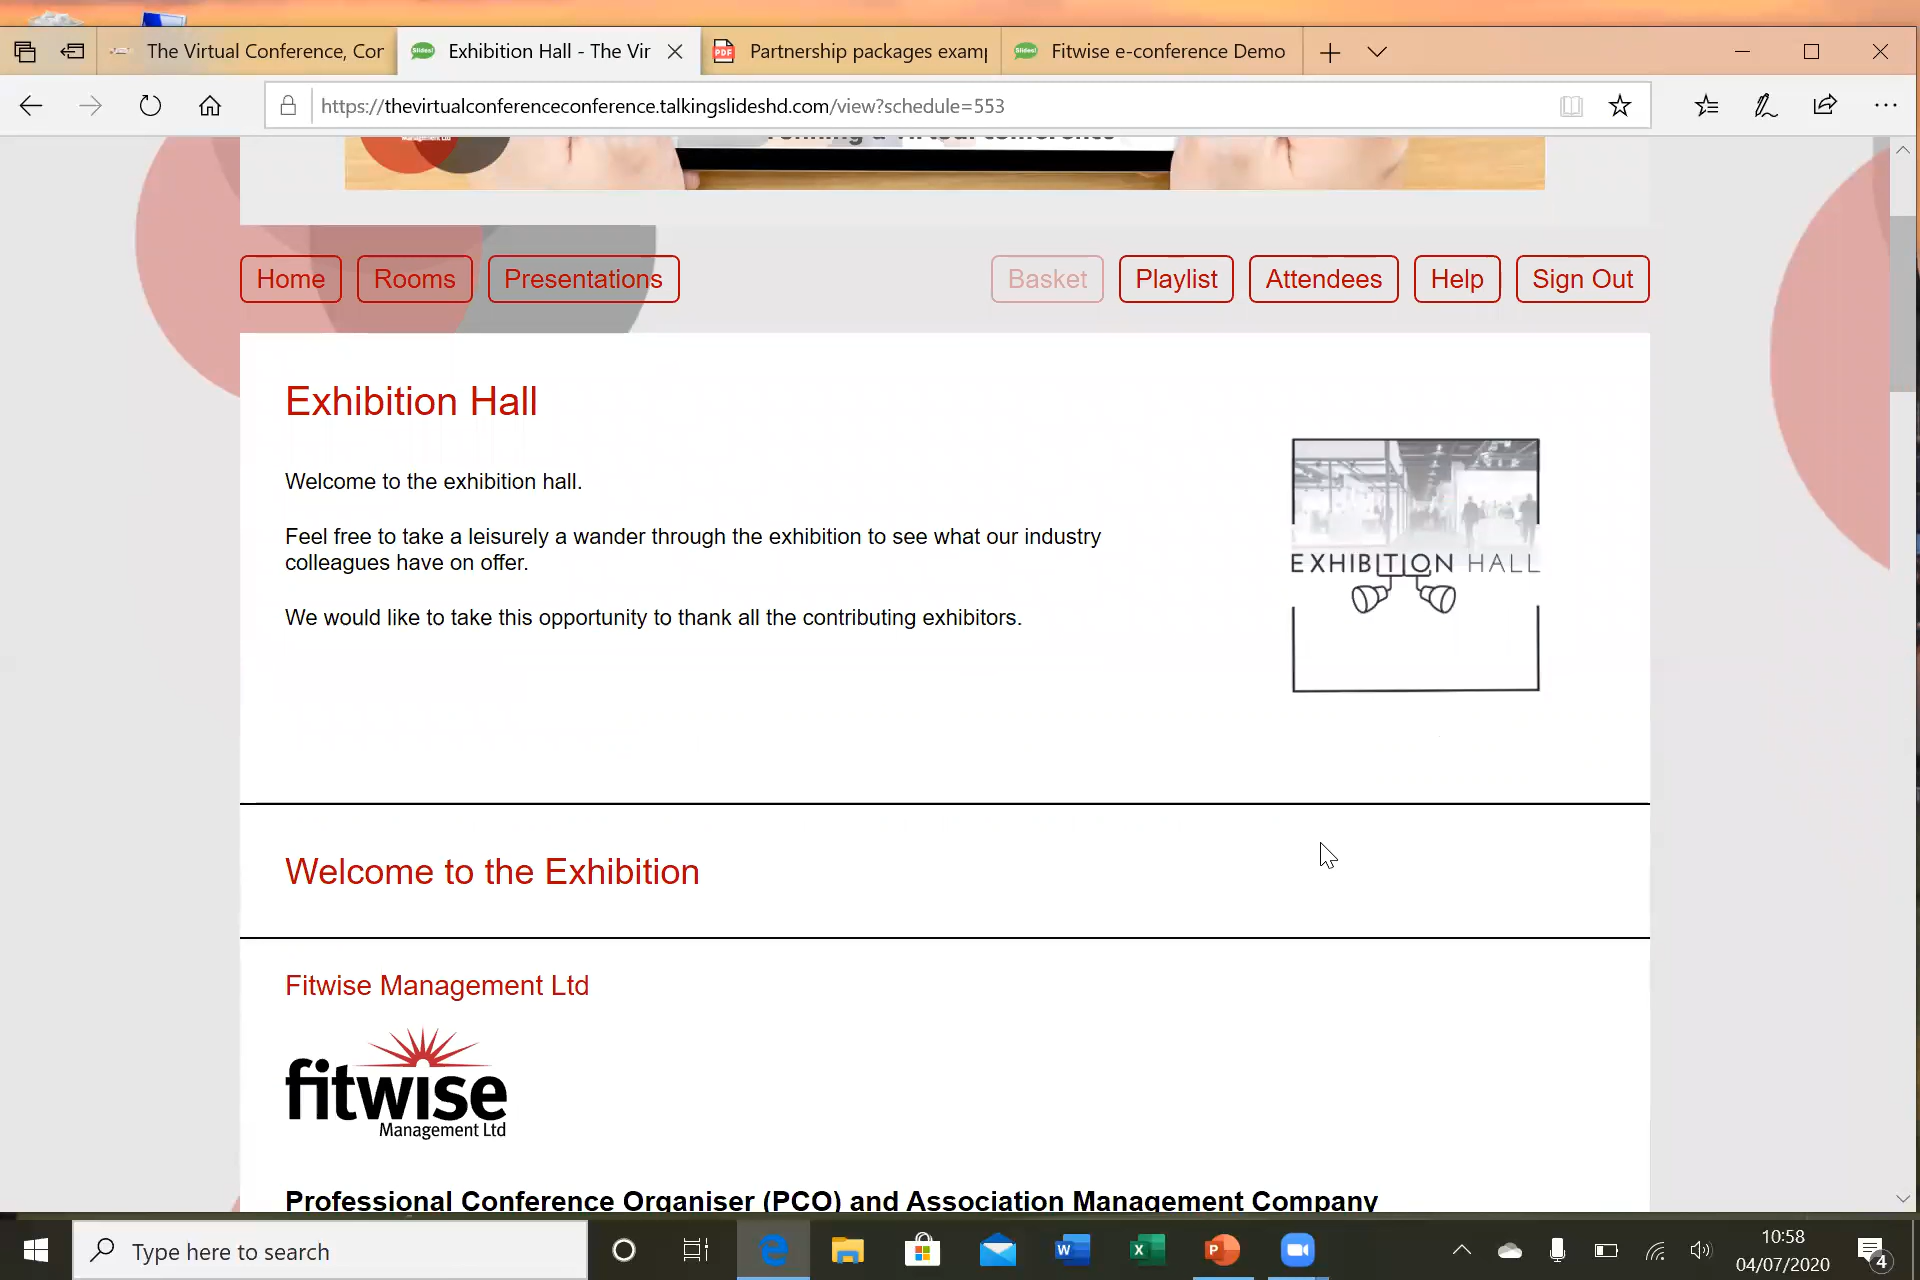 The Virtual Conference, Cor
Exhibition Hall - The Vir
Partnership packages examp
Fitwise e-conference Demo
https://thevirtualconferenceconference.talkingslideshd.com/view?schedule=553
Home
Rooms
Presentations
Basket
Playlist
Attendees
Help
Sign Out
Exhibition Hall
Welcome to the exhibition hall.
Feel free to take a leisurely a wander through the exhibition to see what our industry
colleagues have on offer.
We would like to take this opportunity to thank all the contributing exhibitors.
EXHIBITION HALL
Welcome to the Exhibition
Fitwise Management Ltd
fitwise
Management Ltd
Professional Conference Organiser (PCO) and Association Management Company
Type here to search
10:58
04/07/2020
4